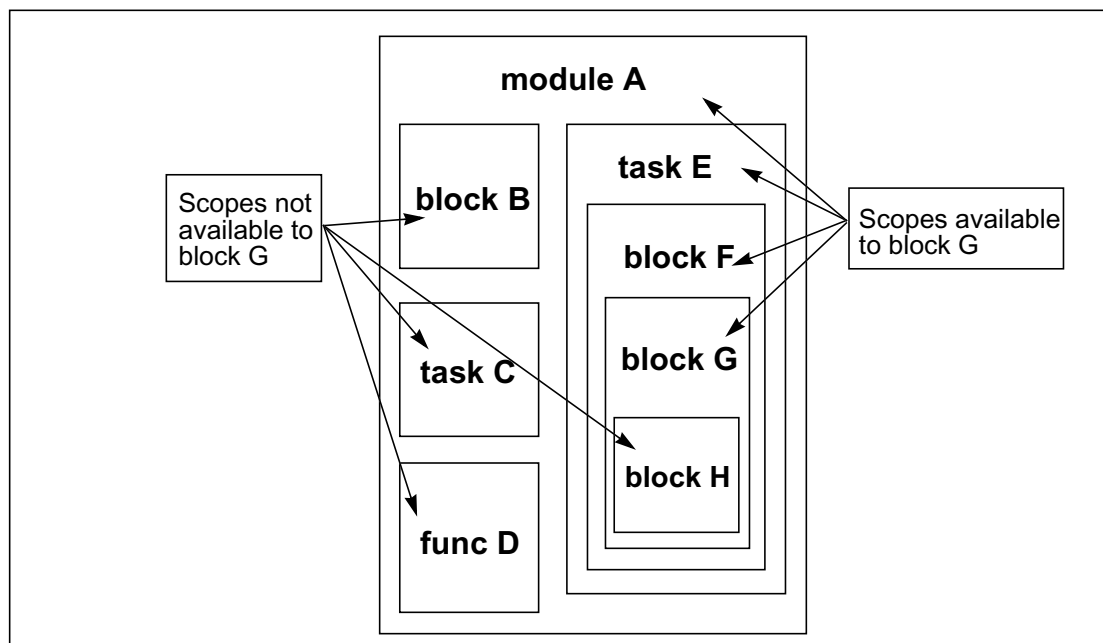 module A
block B
task E
Scopes not
available to
block G
Scopes available
to block G
block F
task C
block G
block H
func D